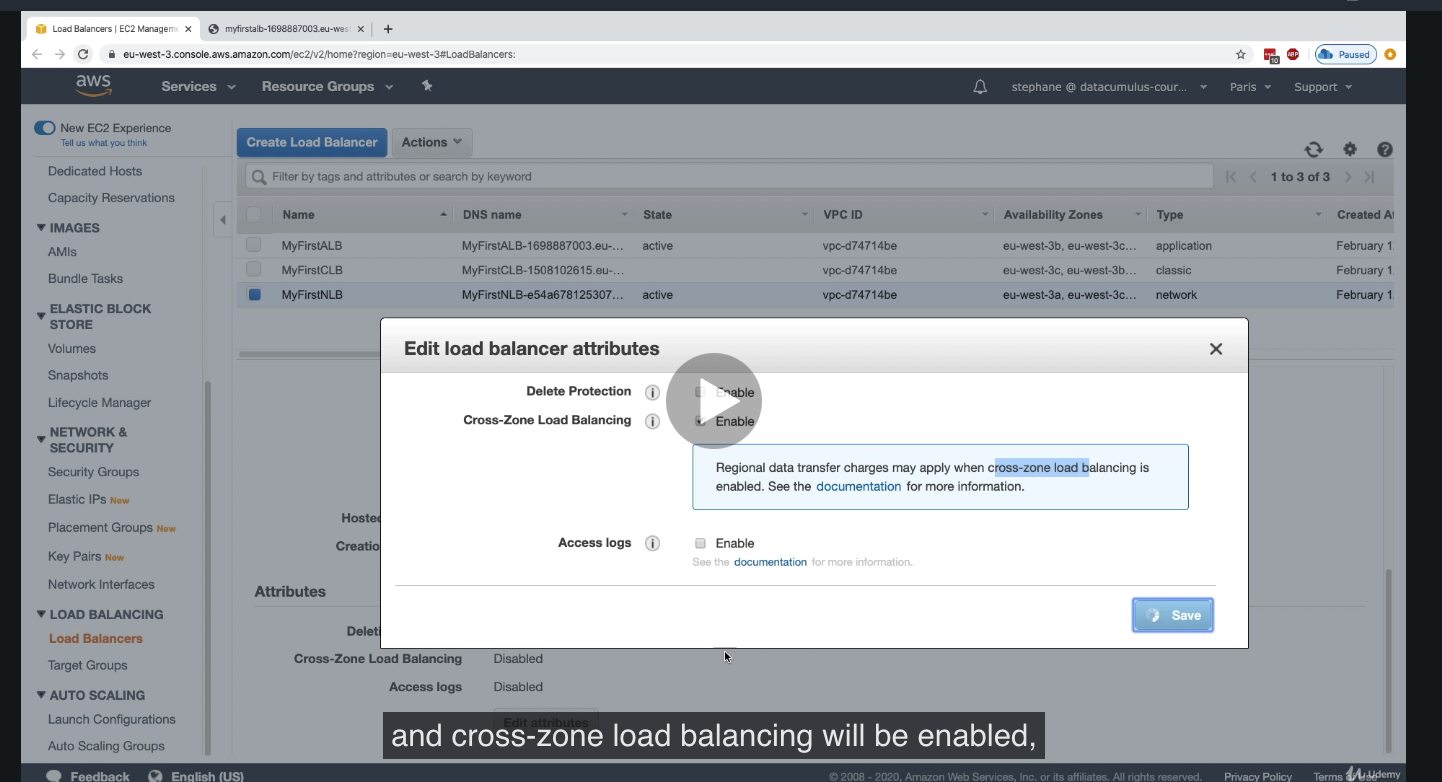 Load Balancers | EC2 Managem
myfirstalb-1698887003.eu-wes
eu-west-3.console.aws.amazon.com/ec2/v2/home?region=eu-west-3#LoadBalancers:
ABP
Paused
aws
Services
Resource Groups
stephane @ datacumulus-cour...
Paris
Support
New EC2 Experience
Tell us what you think
Dedicated Hosts
Capacity Reservations
IMAGES
AMIs
Bundle Tasks
ELASTIC BLOCK
STORE
Volumes
Snapshots
Lifecycle Manager
NETWORK &
SECURITY
Security Groups
Elastic IPs New
Placement Groups New
Key Pairs New
Network Interfaces
LOAD BALANCING
Load Balancers
Target Groups
AUTO SCALING
Launch Configurations
Auto Scaling Groups
Create Load Balancer
Actions
Filter by tags and attributes or search by keyword
1 to 3 of 3
Name DNS name State VPC ID Availability Zones Type Created At
MyFirstALB MyFirstALB-1698887003.eu-... active vpc-d74714be eu-west-3b, eu-west-3c... application February 1
MyFirstCLB MyFirstCLB-1508102615.eu-... vpc-d74714be eu-west-3c, eu-west-3b... classic February 1
MyFirstNLB MyFirstNLB-e54a678125307... active vpc-d74714be eu-west-3a, eu-west-3c... network February 1
Edit load balancer attributes
Delete Protection Enable
Cross-Zone Load Balancing Enable
Regional data transfer charges may apply when cross-zone load balancing is
enabled. See the documentation for more information.
Access logs Enable
See the documentation for more information.
Save
Hosted
Creatio
Attributes
Deleti
Cross-Zone Load Balancing Disabled
Access logs Disabled
Edit attributes
and cross-zone load balancing will be enabled,
Feedback
English (US)
© 2008 - 2020, Amazon Web Services, Inc. or its affiliates. All rights reserved.
Privacy Policy
Terms
Udemy